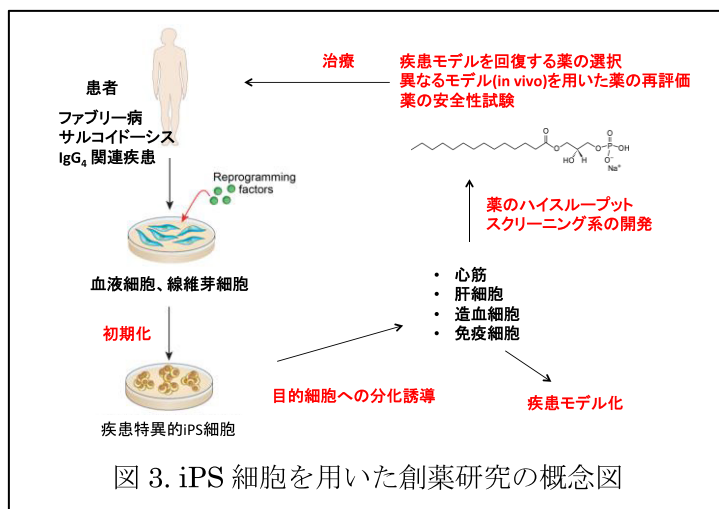 患者
ファブリー病
サルコイドーシス
IgG4 関連疾患
Reprogramming
factors
血液細胞、線維芽細胞
初期化
疾患特異的iPS細胞
目的細胞への分化誘導
• 心筋
• 肝細胞
• 造血細胞
• 免疫細胞
疾患モデル化
薬のハイスループット
スクリーニング系の開発
O
O
O
P
OH
HO
H
O-
Na+
治療
疾患モデルを回復する薬の選択
異なるモデル(in vivo)を用いた薬の再評価
薬の安全性試験
図 3. iPS 細胞を用いた創薬研究の概念図